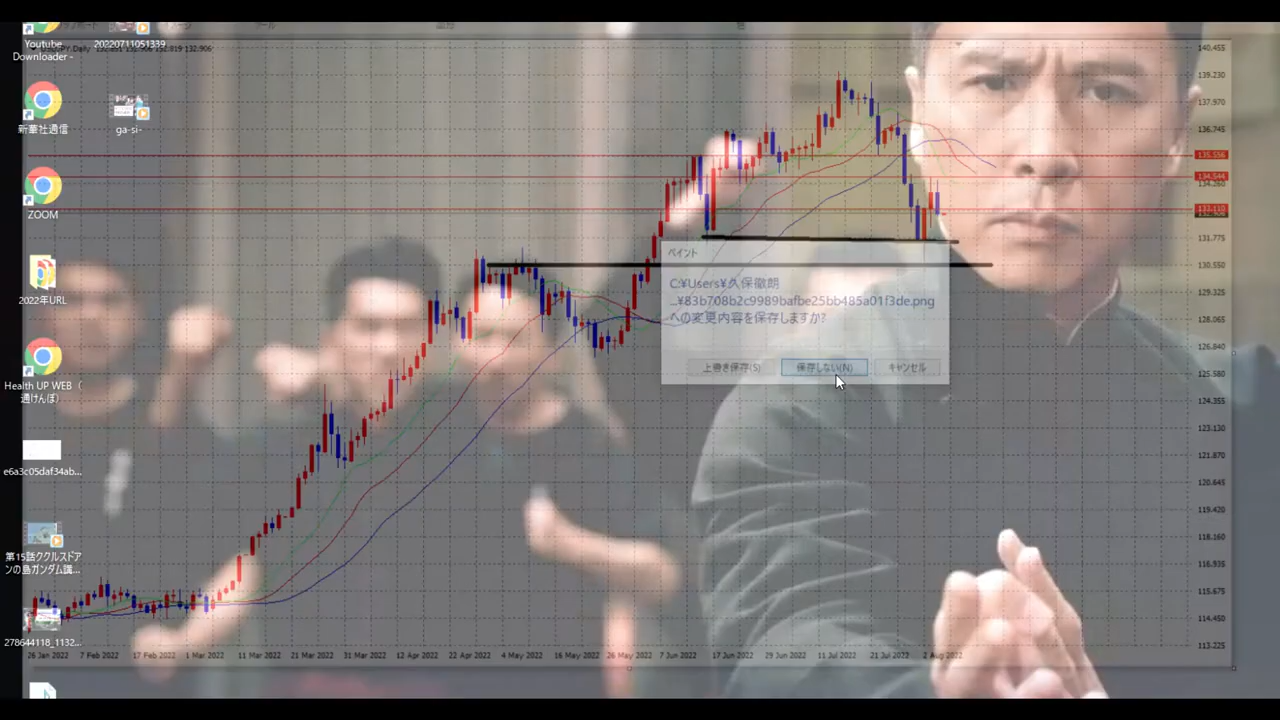 Youtube
Downloader -
20220711051339
新華社通信
ga-si-
ZOOM
2022年URL
Health UP WEB（
通けんぽ）
e6a3c05daf34ab...
第15話ククルスドア
ンの島ガンダム講...
278644118_1132...
ペイント
C:¥Users¥久保徹朗
...¥83b708b2c9989bafbe25bb485a01f3de.png
への変更内容を保存しますか?
上書き保存(S)
保存しない(N)
キャンセル
140.455
139.230
137.970
136.745
135.556
134.544
134.260
133.110
132.906
131.775
130.550
129.325
128.065
126.840
125.580
124.355
123.130
121.870
120.645
119.420
118.160
116.935
115.675
114.450
113.225
26 Jan 2022
7 Feb 2022
17 Feb 2022
1 Mar 2022
11 Mar 2022
21 Mar 2022
31 Mar 2022
12 Apr 2022
22 Apr 2022
4 May 2022
16 May 2022
26 May 2022
7 Jun 2022
17 Jun 2022
29 Jun 2022
11 Jul 2022
21 Jul 2022
2 Aug 2022